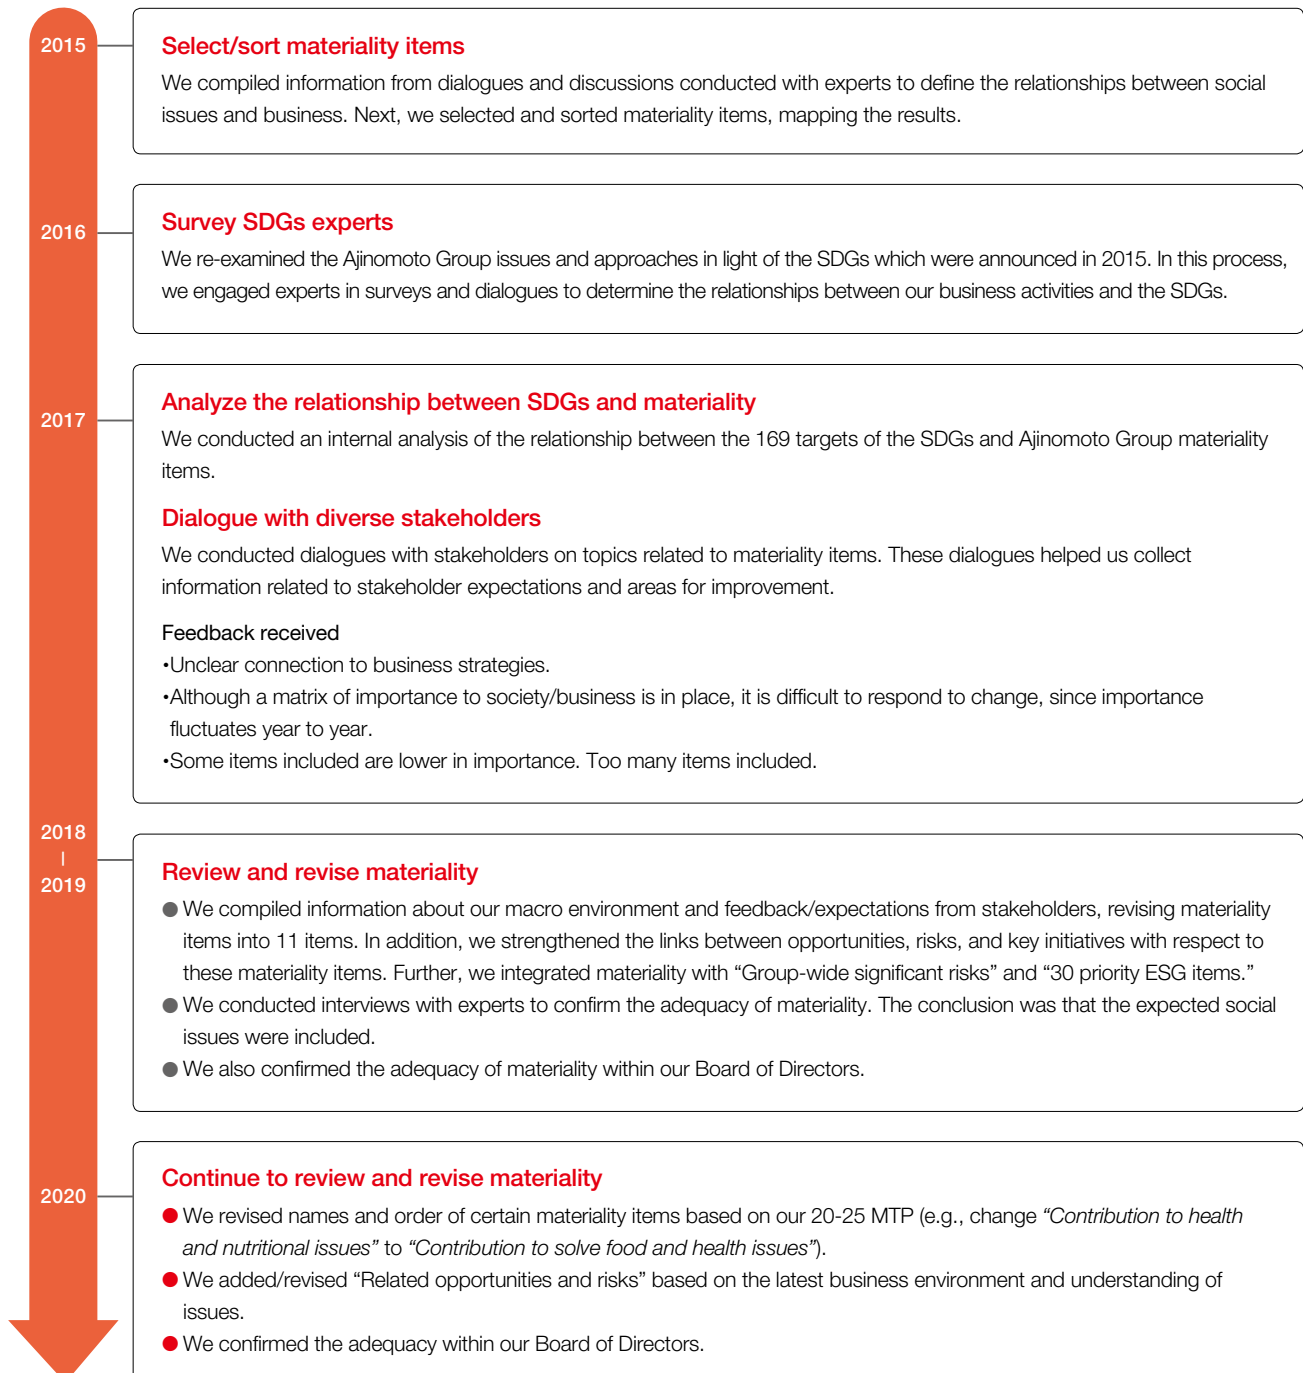 2015
Select/sort materiality items
We compiled information from dialogues and discussions conducted with experts to define the relationships between social
issues and business. Next, we selected and sorted materiality items, mapping the results.
2016
Survey SDGs experts
We re-examined the Ajinomoto Group issues and approaches in light of the SDGs which were announced in 2015. In this process,
we engaged experts in surveys and dialogues to determine the relationships between our business activities and the SDGs.
2017
Analyze the relationship between SDGs and materiality
We conducted an internal analysis of the relationship between the 169 targets of the SDGs and Ajinomoto Group materiality
items.
Dialogue with diverse stakeholders
We conducted dialogues with stakeholders on topics related to materiality items. These dialogues helped us collect
information related to stakeholder expectations and areas for improvement.
Feedback received
•Unclear connection to business strategies.
•Although a matrix of importance to society/business is in place, it is difficult to respond to change, since importance
fluctuates year to year.
•Some items included are lower in importance. Too many items included.
2018
|
2019
Review and revise materiality
● We compiled information about our macro environment and feedback/expectations from stakeholders, revising materiality
items into 11 items. In addition, we strengthened the links between opportunities, risks, and key initiatives with respect to
these materiality items. Further, we integrated materiality with “Group-wide significant risks” and “30 priority ESG items.”
● We conducted interviews with experts to confirm the adequacy of materiality. The conclusion was that the expected social
issues were included.
● We also confirmed the adequacy of materiality within our Board of Directors.
2020
Continue to review and revise materiality
● We revised names and order of certain materiality items based on our 20-25 MTP (e.g., change “Contribution to health
and nutritional issues” to “Contribution to solve food and health issues”).
● We added/revised “Related opportunities and risks” based on the latest business environment and understanding of
issues.
● We confirmed the adequacy within our Board of Directors.